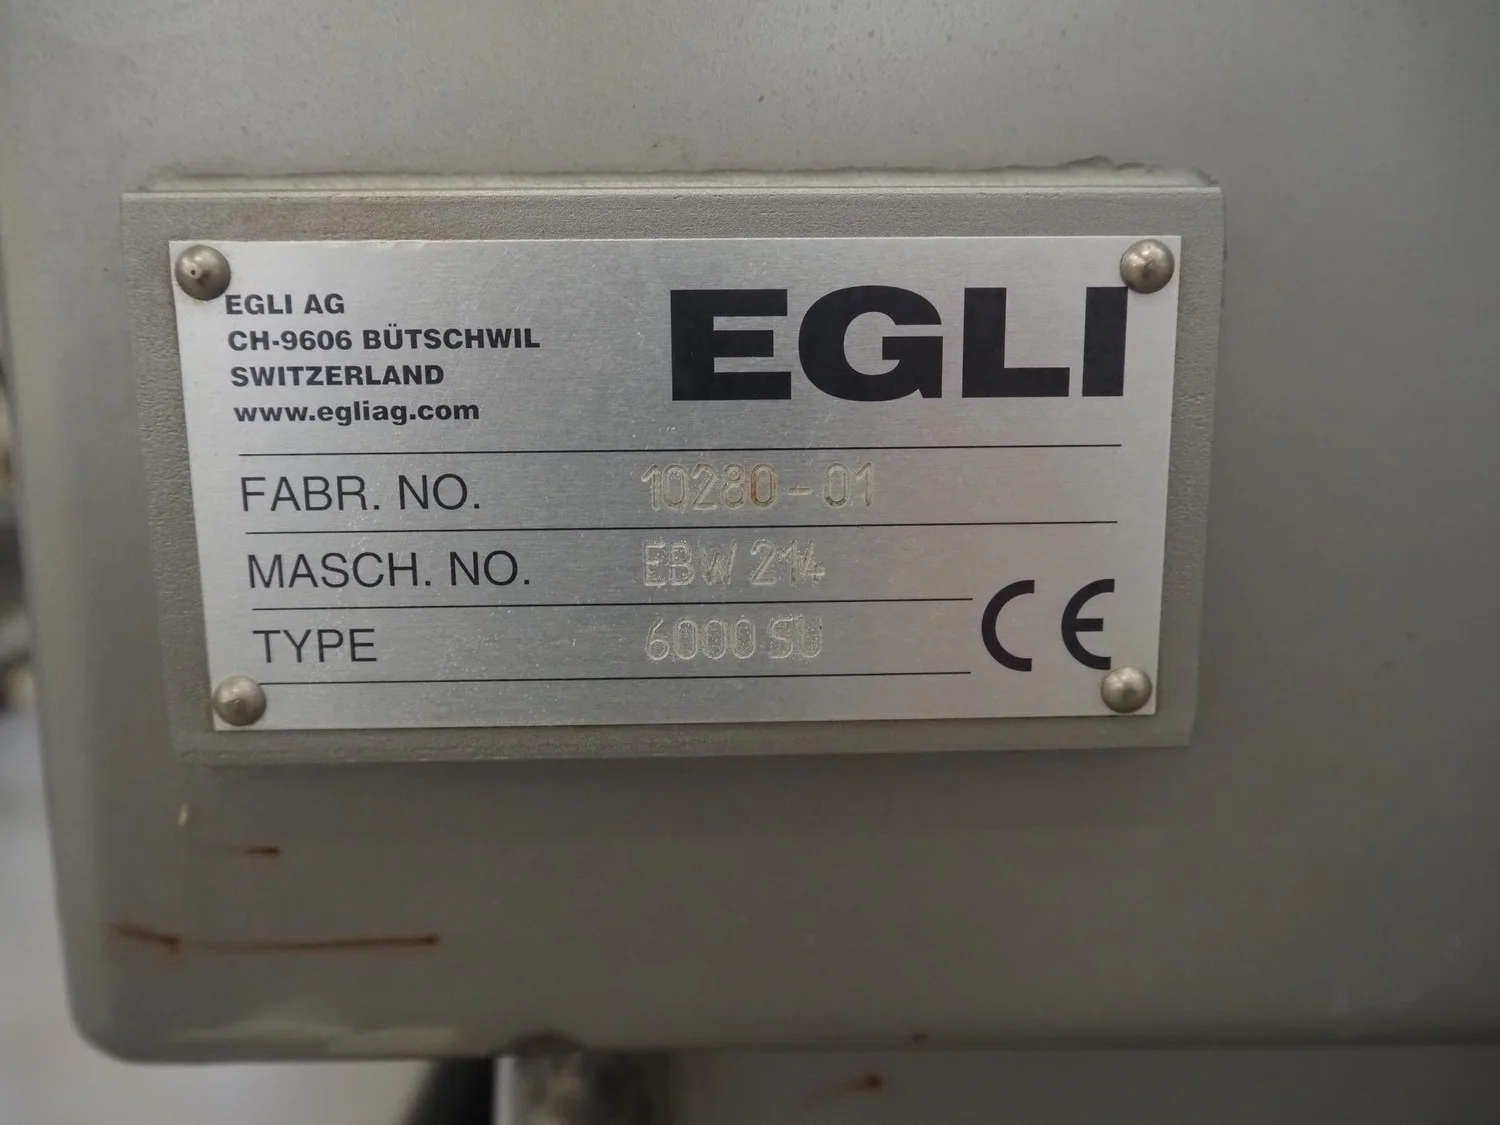 EGLI AG
CH-9606 BÜTSCHWIL
SWITZERLAND
www.egliag.com
EGLI
FABR. NO. 10280-01
MASCH. NO. EBW 214
TYPE 6000 SU
CE